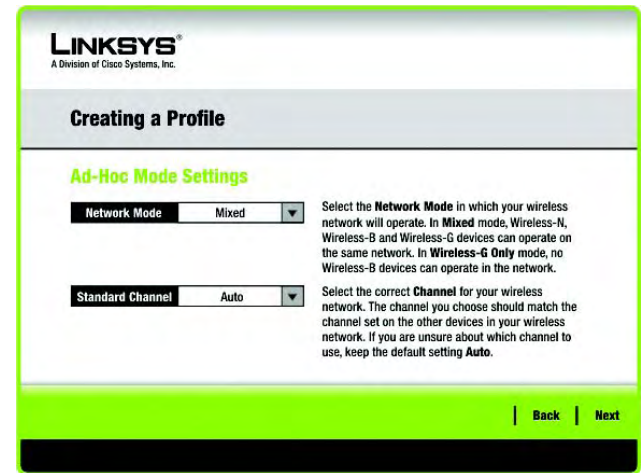 LINKSYS®
A Division of Cisco Systems, Inc.
Creating a Profile
Ad-Hoc Mode Settings
Network Mode Mixed
Select the Network Mode in which your wireless
network will operate. In Mixed mode, Wireless-N,
Wireless-B and Wireless-G devices can operate on
the same network. In Wireless-G Only mode, no
Wireless-B devices can operate in the network.
Standard Channel Auto
Select the correct Channel for your wireless
network. The channel you choose should match the
channel set on the other devices in your wireless
network. If you are unsure about which channel to
use, keep the default setting Auto.
Back Next